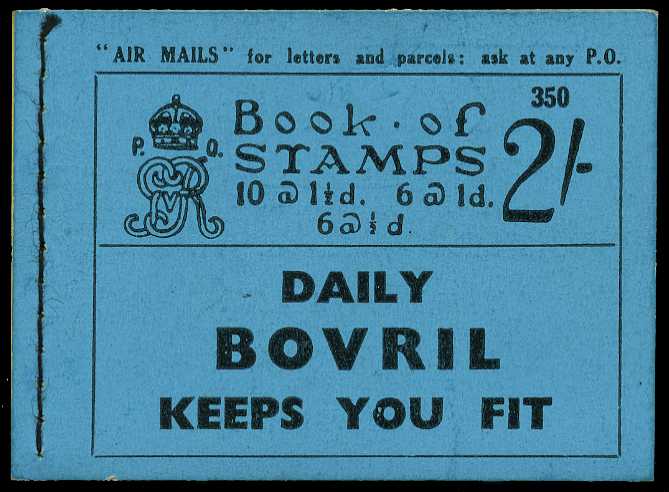 "AIR MAILS" for letters and parcels: ask at any P.O.
350
P. O.
GR
Book · of
STAMPS
2/-
10 @ 1½d. 6 @ 1d.
6 @ ½d.
DAILY
BOVRIL
KEEPS YOU FIT